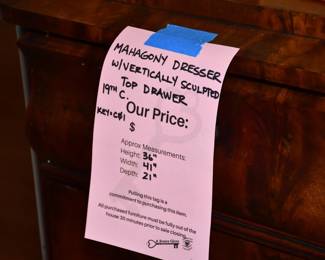 MAHAGONY DRESSER
W/VERTICALLY SCULPTED
TOP DRAWER
19TH C.
Our Price:
KEY:
$
Approx Measurements:
Height: 36"
Width: 41"
Depth: 21"
Pulling this tag is a
commitment to purchasing this item.
All purchased furniture must be fully out of the
house 30 minutes prior to sale closing.